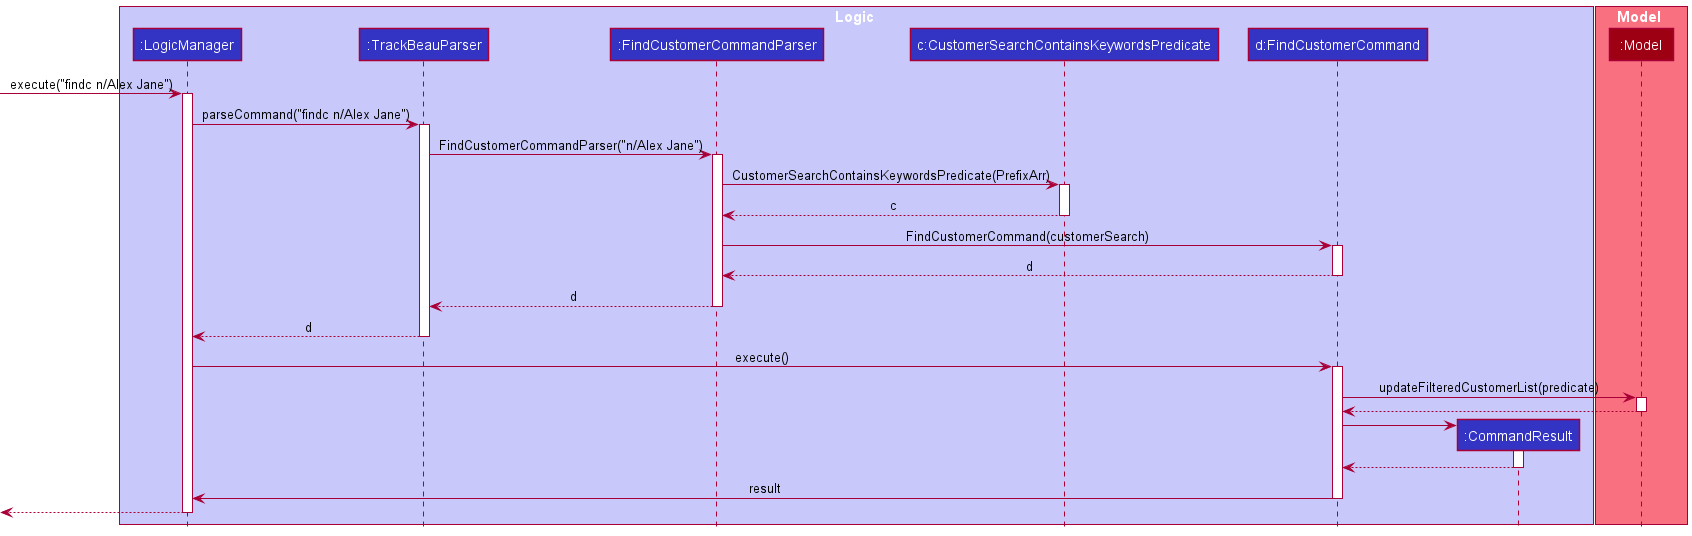 Logic
Model
:LogicManager
:TrackBeauParser
:FindCustomerCommandParser
c:CustomerSearchContainsKeywordsPredicate
d:FindCustomerCommand
:Model
execute("findc n/Alex Jane")
parseCommand("findc n/Alex Jane")
FindCustomerCommandParser("n/Alex Jane")
CustomerSearchContainsKeywordsPredicate(PrefixArr)
c
FindCustomerCommand(customerSearch)
d
d
d
execute()
updateFilteredCustomerList(predicate)
:CommandResult
result